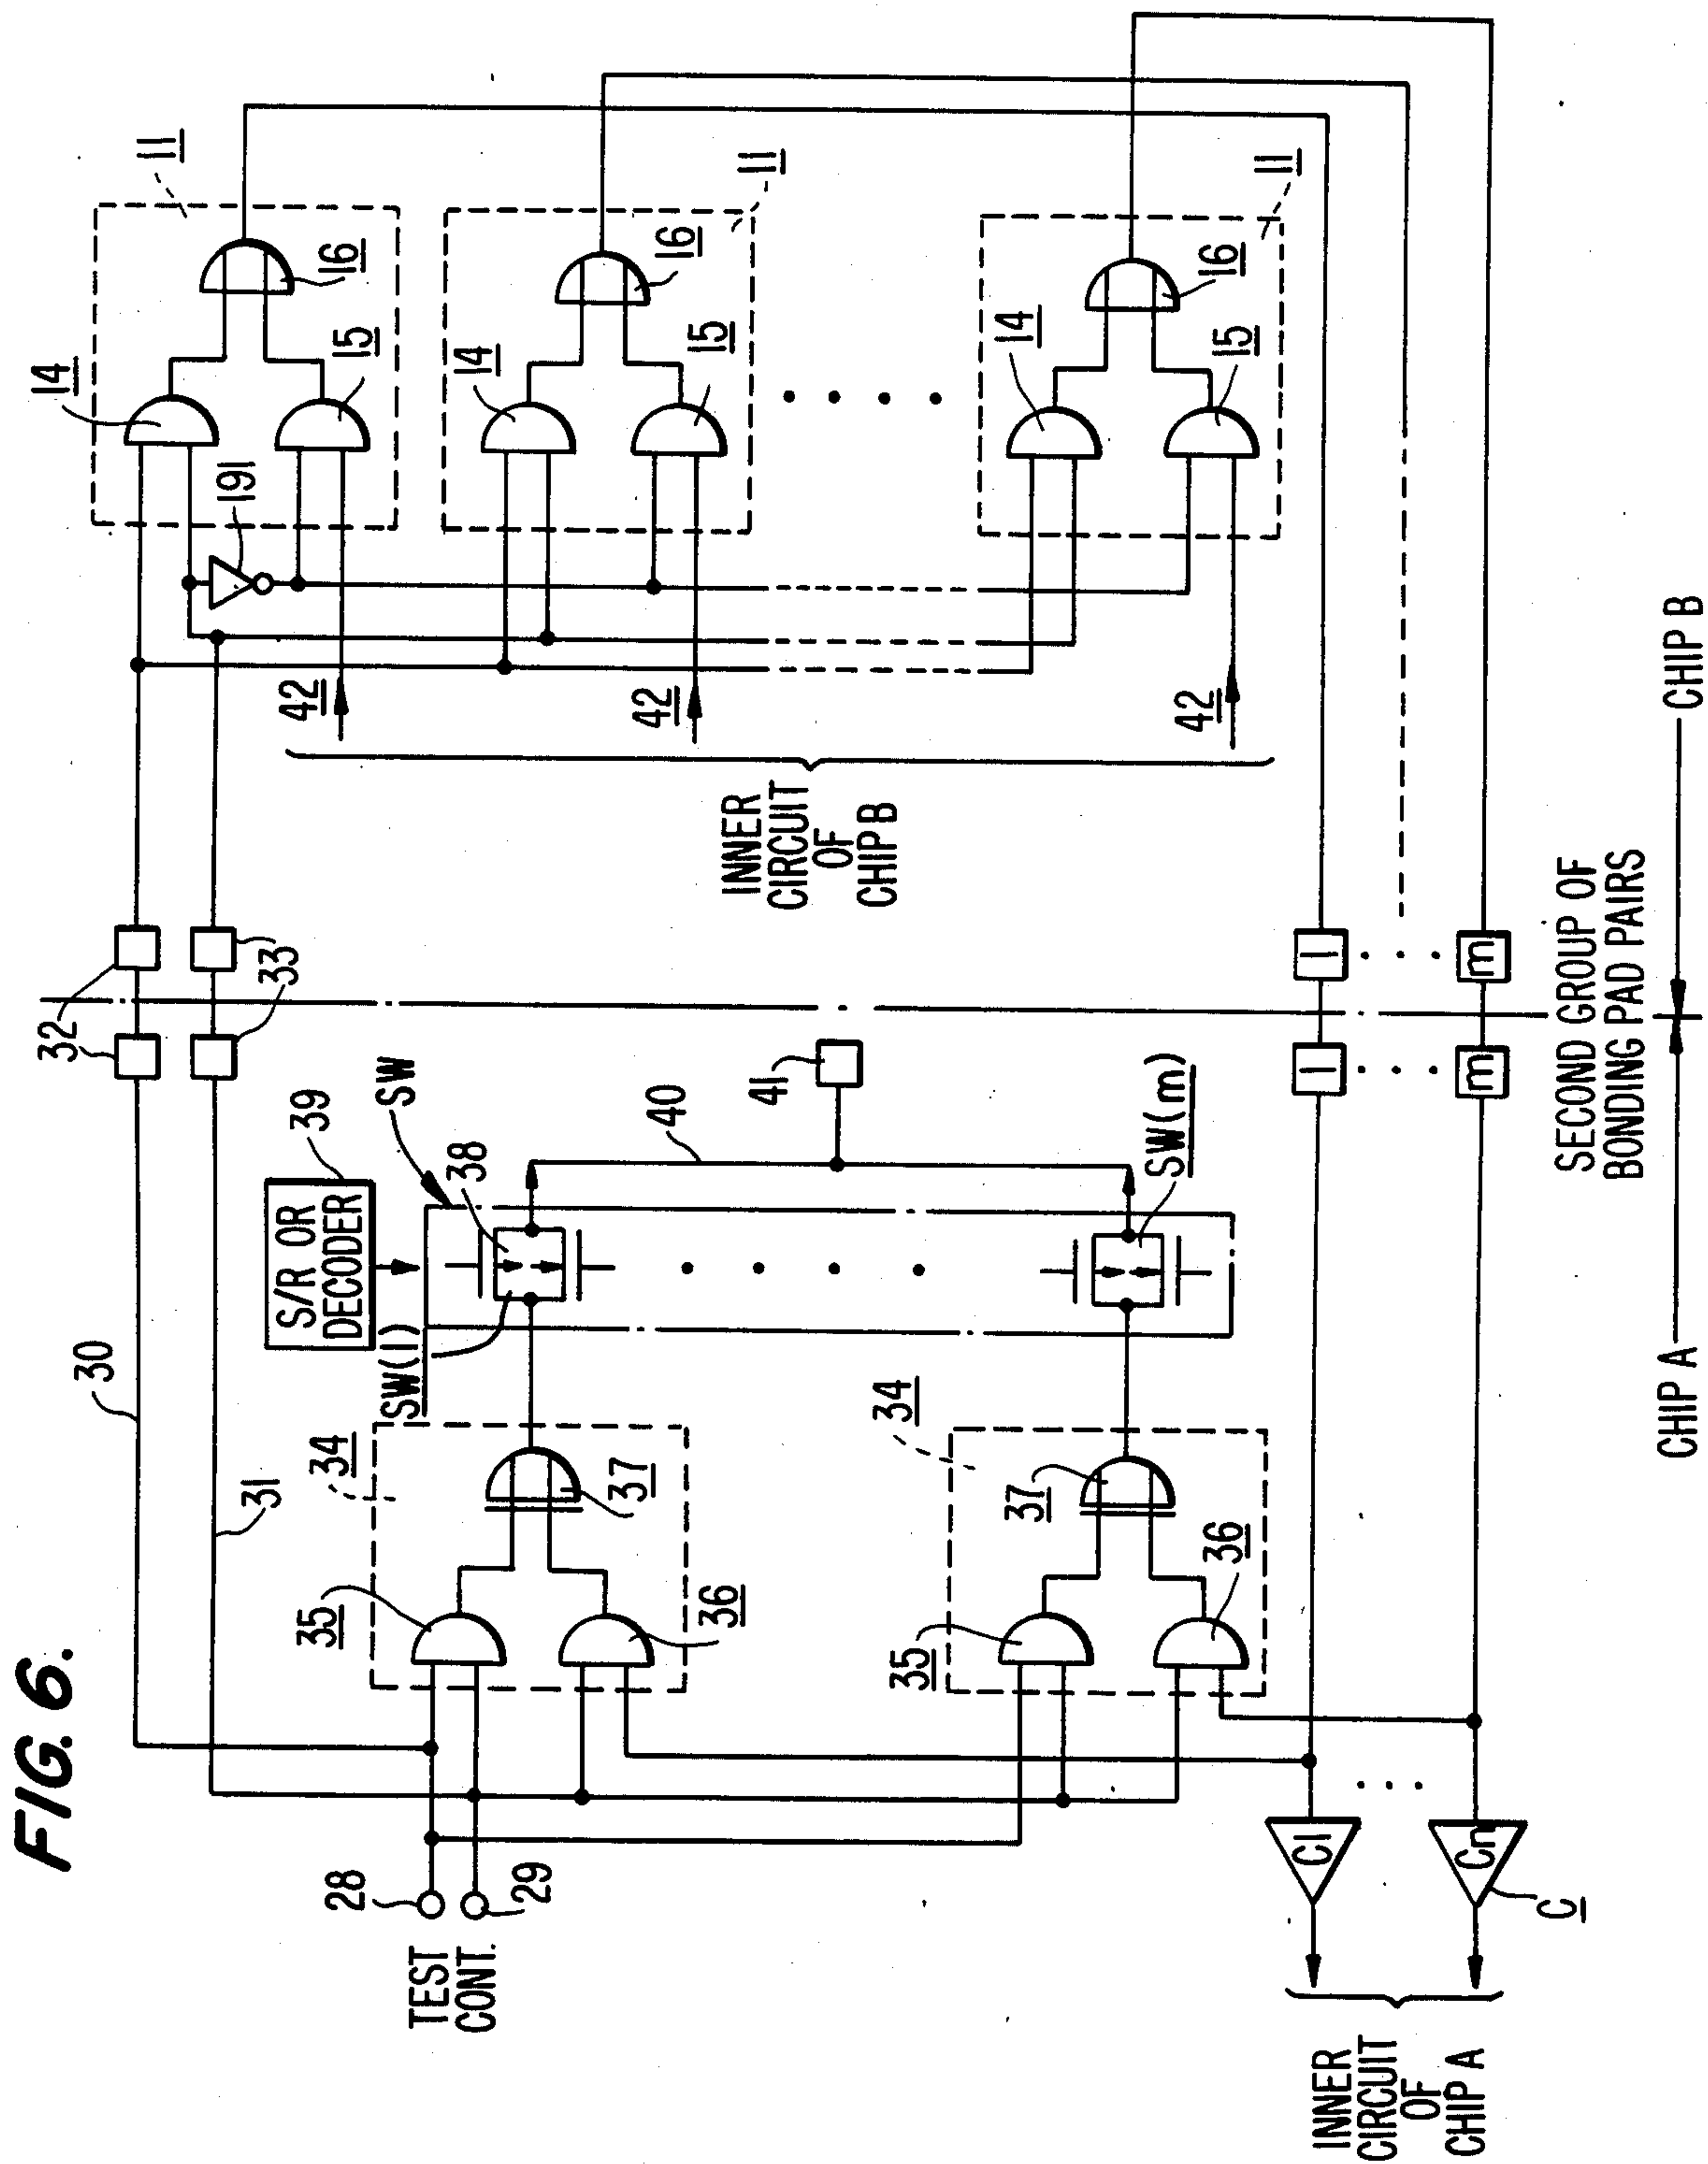 FIG. 6.
TEST
CONT.
28
29
30
31
32
33
34
35
36
37
34
35
36
37
S/R OR
DECODER
39
SW
SW(1)
38
SW(m)
40
41
INNER
CIRCUIT
OF
CHIP A
C1
Cn
C
1
m
1
m
SECOND GROUP OF
BONDING PAD PAIRS
CHIP A
CHIP B
INNER
CIRCUIT
OF
CHIP B
42
42
42
191
14
15
16
11
14
15
16
11
14
15
16
11